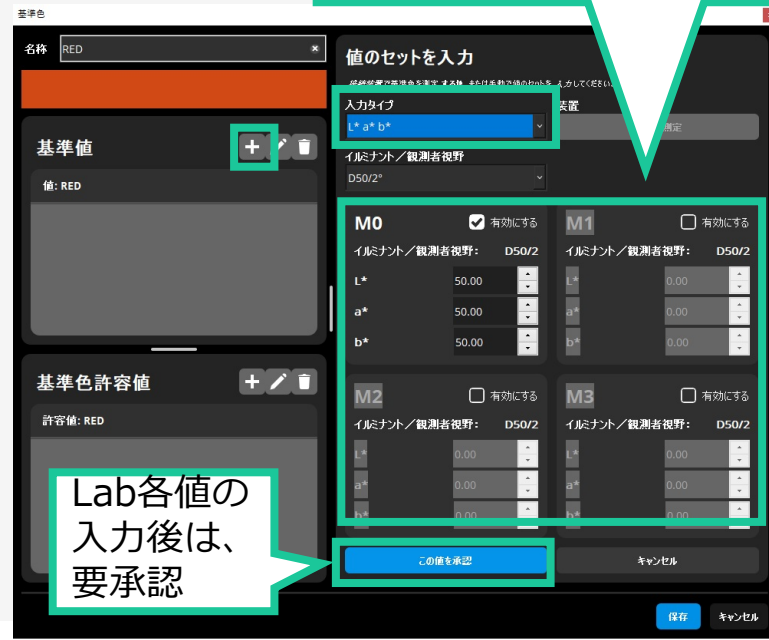 基準色
名称 RED
値のセットを入力
入力してください。
入力タイプ
装置
L* a* b*
測定
基準値
イルミナント／観測者視野
D50/2°
値: RED
M0 有効にする
イルミナント／観測者視野: D50/2
L* 50.00
a* 50.00
b* 50.00
M1 有効にする
イルミナント／観測者視野: D50/2
L* 0.00
a* 0.00
b* 0.00
基準色許容値
許容値: RED
M2 有効にする
イルミナント／観測者視野: D50/2
L* 0.00
a* 0.00
b* 0.00
M3 有効にする
イルミナント／観測者視野: D50/2
L* 0.00
a* 0.00
b* 0.00
Lab各値の
入力後は、
要承認
この値を承認
キャンセル
保存
キャンセル